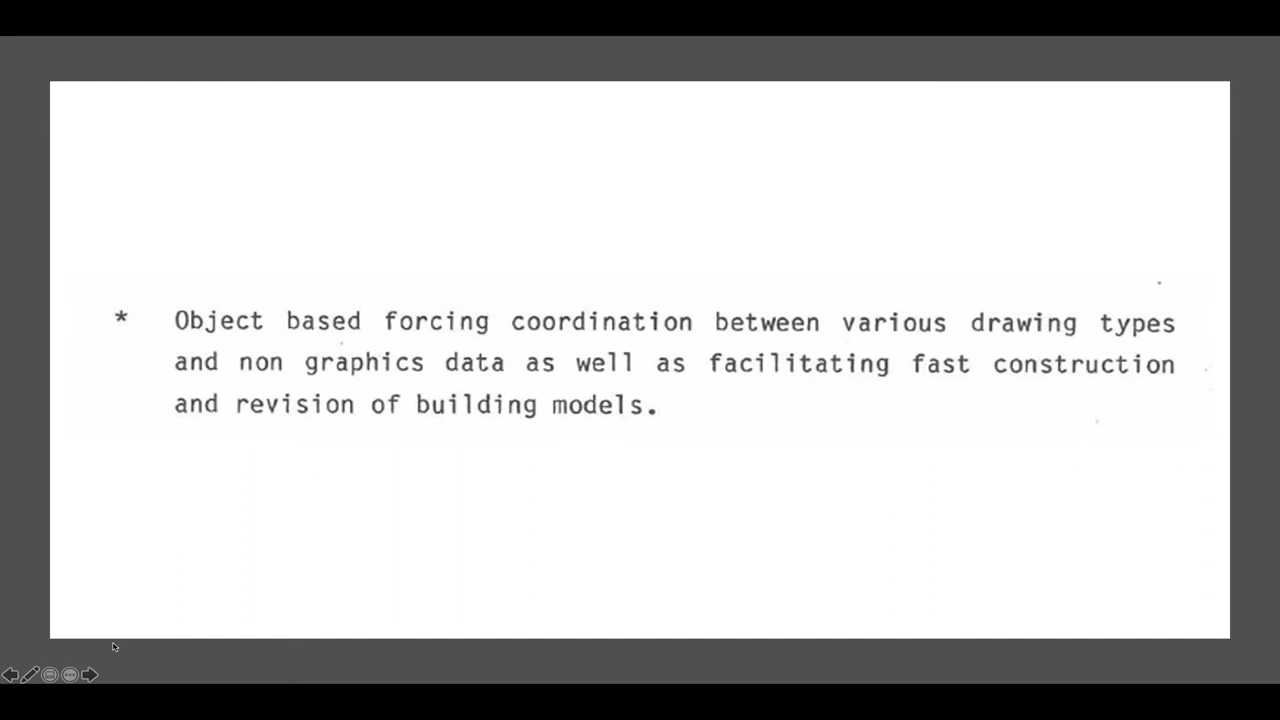 * Object based forcing coordination between various drawing types
and non graphics data as well as facilitating fast construction
and revision of building models.